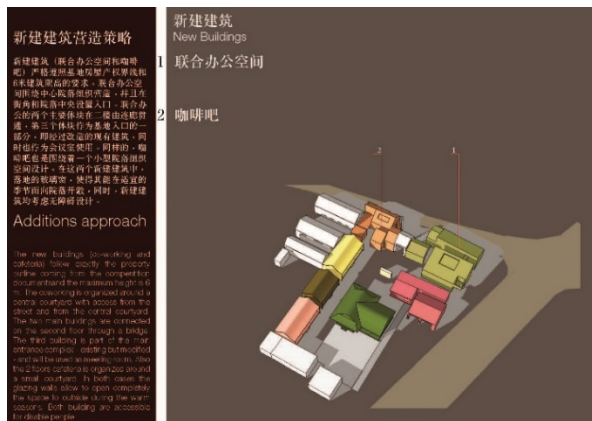 新建建筑营造策略
新建建筑（联合办公空间和咖啡
吧）严格遵照基地房屋产权界线和
6米建筑限高的要求。联合办公空
间围绕中心院落组织营造，并且在
街角和院落中央设置入口。联合办
公的两个主要体块在二楼由连廊贯
通。第三个体块作为基地入口的一
部分，即经过改造的现有建筑，同
时也作为会议室使用。同样的，咖
啡吧也是围绕着一个小型院落组织
空间设计。在这两个新建建筑中，
落地的玻璃窗，使得其能在适宜的
季节面向院落开敞。同时，新建建
筑均考虑无障碍设计。
Additions approach
The new buildings (co-working and
cafeteria) follow exactly the property
outline coming from the competition
documents and the maximum height is 6
m. The coworking is organized around a
central courtyard with access from the
street and from the central courtyard.
The two main buildings are connected
on the second floor through a bridge.
The third building is part of the main
entrance complex - existing but modified
- and will be used as meeting room. Also
the 2 floors cafeteria is organized around
a small courtyard. In both cases the
glazing walls allow to open completely
the space to outside during the warm
seasons. Both building are accessible
for disable people.
新建建筑
New Buildings
1 联合办公空间
2 咖啡吧
2
1